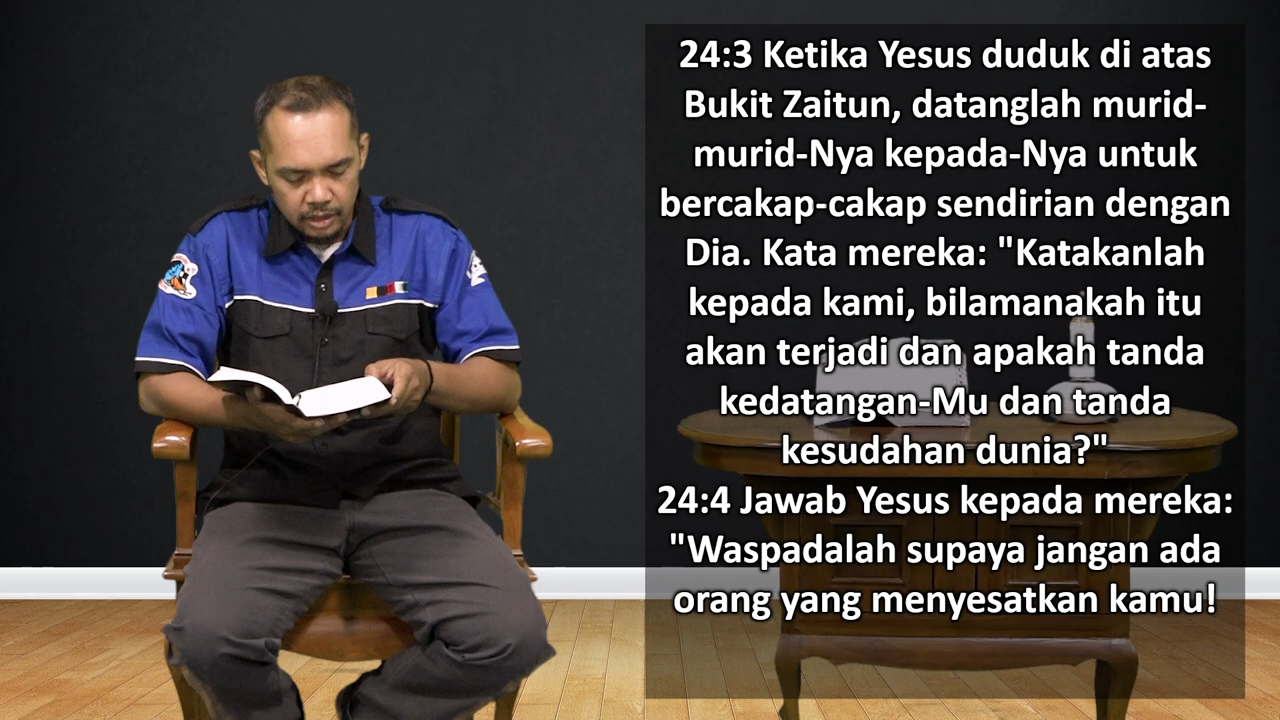 24:3 Ketika Yesus duduk di atas
Bukit Zaitun, datanglah murid-
murid-Nya kepada-Nya untuk
bercakap-cakap sendirian dengan
Dia. Kata mereka: "Katakanlah
kepada kami, bilamanakah itu
akan terjadi dan apakah tanda
kedatangan-Mu dan tanda
kesudahan dunia?"
24:4 Jawab Yesus kepada mereka:
"Waspadalah supaya jangan ada
orang yang menyesatkan kamu!